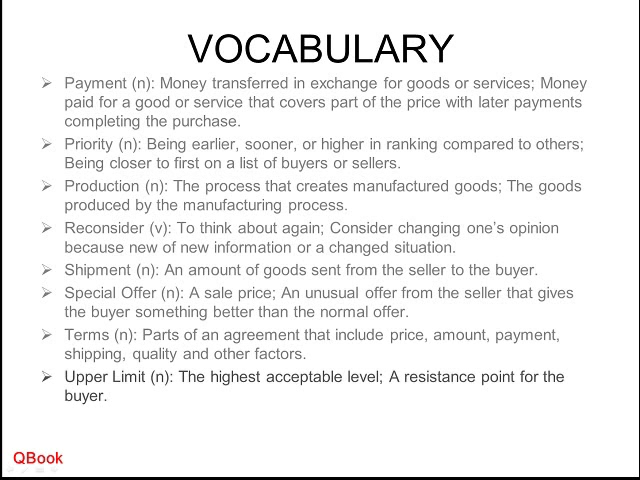 VOCABULARY
Payment (n): Money transferred in exchange for goods or services; Money
paid for a good or service that covers part of the price with later payments
completing the purchase.
Priority (n): Being earlier, sooner, or higher in ranking compared to others;
Being closer to first on a list of buyers or sellers.
Production (n): The process that creates manufactured goods; The goods
produced by the manufacturing process.
Reconsider (v): To think about again; Consider changing one's opinion
because new of new information or a changed situation.
Shipment (n): An amount of goods sent from the seller to the buyer.
Special Offer (n): A sale price; An unusual offer from the seller that gives
the buyer something better than the normal offer.
Terms (n): Parts of an agreement that include price, amount, payment,
shipping, quality and other factors.
Upper Limit (n): The highest acceptable level; A resistance point for the
buyer.
QBook